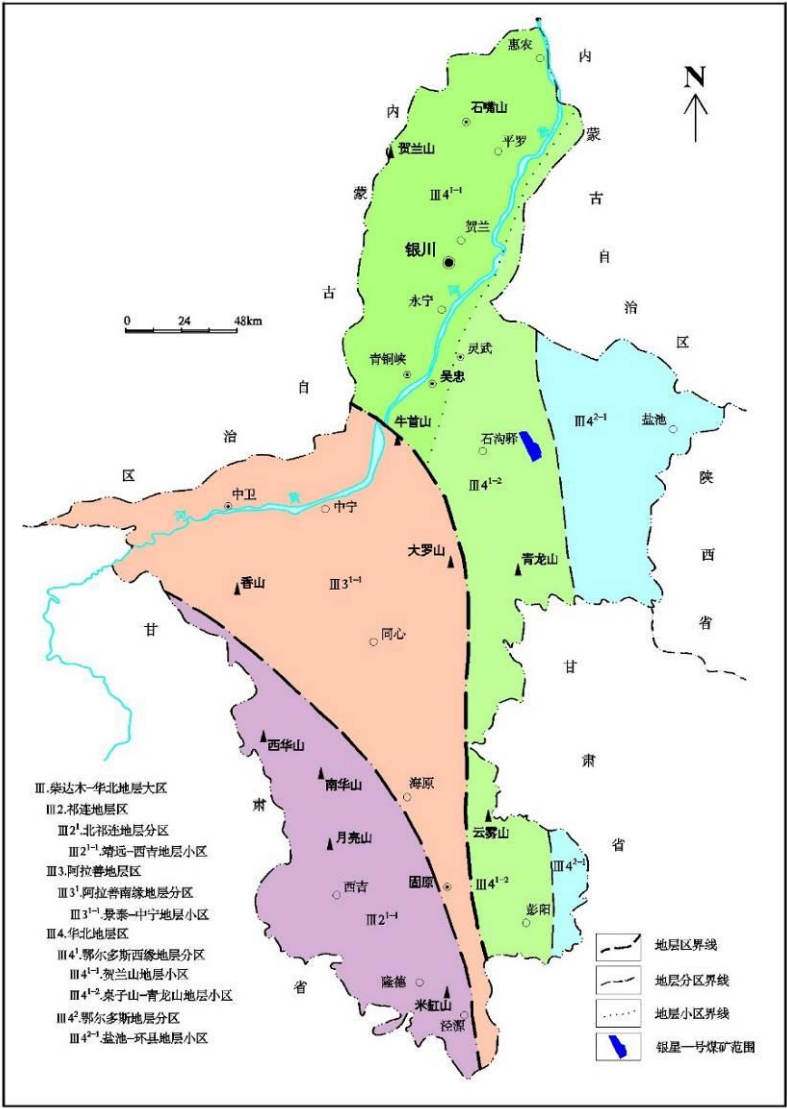 惠农
内
N
石嘴山
内
黄
蒙
平罗
贺兰山
蒙
Ⅲ4¹⁻¹
古
贺兰
银川
自
河
古
永宁
治
0 24 48km
灵武
区
青铜峡
吴忠
自
牛首山
Ⅲ4²⁻¹
盐池
治
石沟驿
区
陕
Ⅲ4¹⁻²
中卫
黄
河
中宁
大罗山
青龙山
西
香山
Ⅲ3¹⁻¹
省
甘
同心
甘
西华山
肃
南华山
海原
肃
云雾山
省
月亮山
Ⅲ4²⁻¹
固原
Ⅲ4¹⁻²
西吉
彭阳
Ⅲ2¹⁻¹
省
隆德
米缸山
泾源
Ⅲ.柴达木-华北地层大区
Ⅲ2.祁连地层区
Ⅲ2¹.北祁连地层分区
Ⅲ2¹⁻¹.靖远-西吉地层小区
Ⅲ3.阿拉善地层区
Ⅲ3¹.阿拉善南缘地层分区
Ⅲ3¹⁻¹.景泰-中宁地层小区
Ⅲ4.华北地层区
Ⅲ4¹.鄂尔多斯西缘地层分区
Ⅲ4¹⁻¹.贺兰山地层小区
Ⅲ4¹⁻².桌子山-青龙山地层小区
Ⅲ4².鄂尔多斯地层分区
Ⅲ4²⁻¹.盐池-环县地层小区
地层区界线
地层分区界线
地层小区界线
银星一号煤矿范围